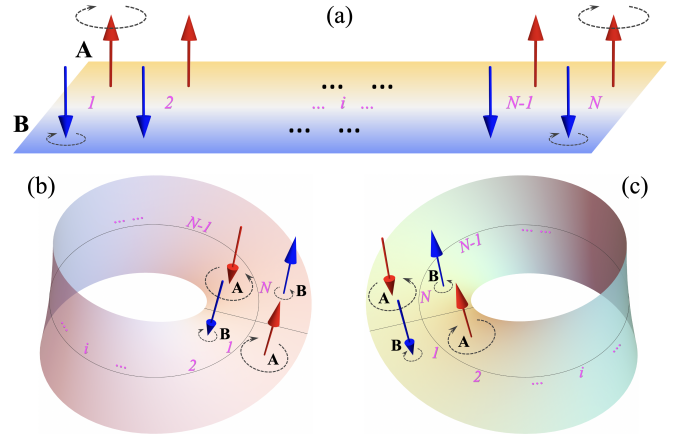 (a)
A
1 2 ... ... ... i ... N-1 N
B
... ...
(b) (c)
... ... N-1 N-1 ... ...
N B B N
B A A B
i ... 2 1 1 2 ... i ...
A A